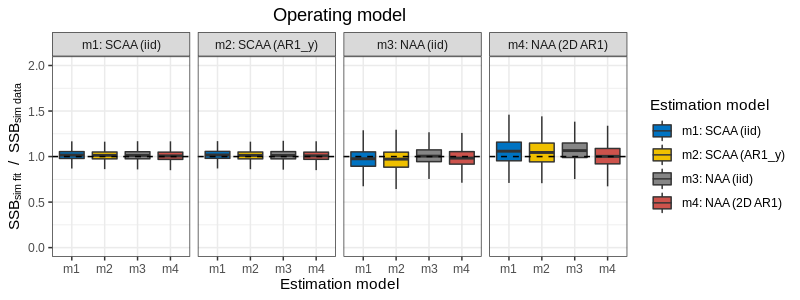 Operating model
m1: SCAA (iid)
m2: SCAA (AR1_y)
m3: NAA (iid)
m4: NAA (2D AR1)
SSBsim fit / SSBsim data
2.0
1.5
1.0
0.5
0.0
m1 m2 m3 m4
m1 m2 m3 m4
m1 m2 m3 m4
m1 m2 m3 m4
Estimation model
Estimation model
m1: SCAA (iid)
m2: SCAA (AR1_y)
m3: NAA (iid)
m4: NAA (2D AR1)